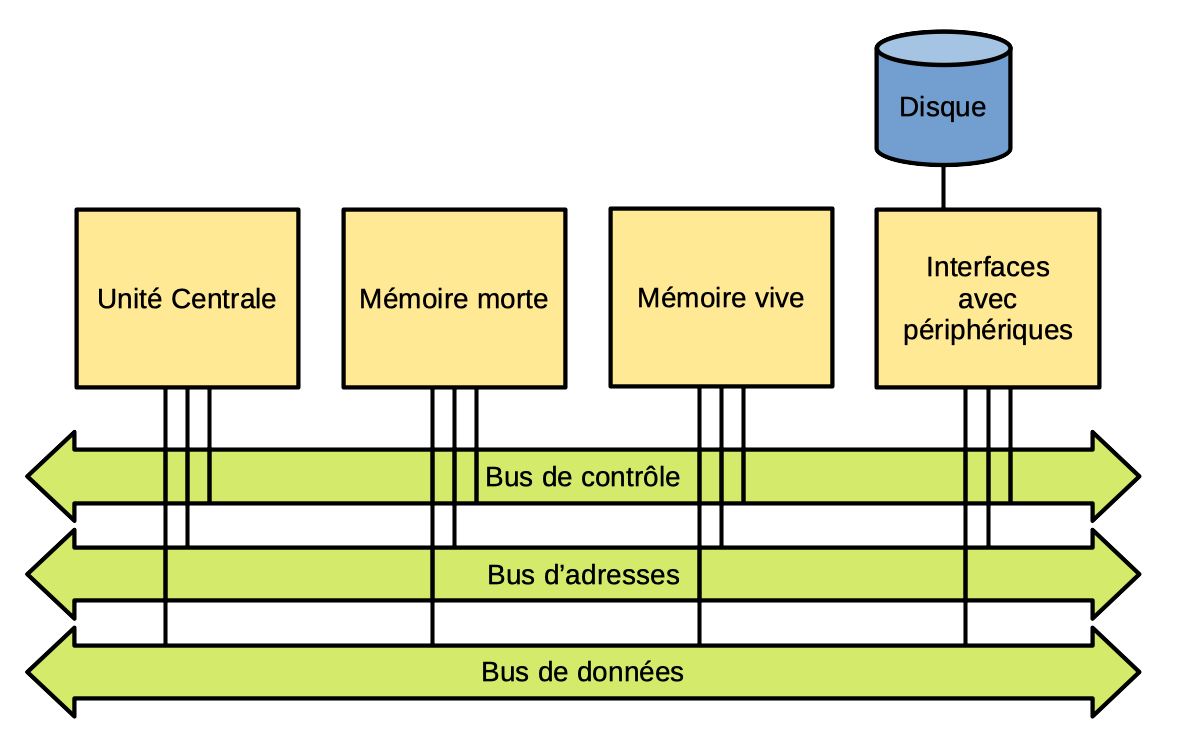 Disque
Unité Centrale
Mémoire morte
Mémoire vive
Interfaces
avec
périphériques
Bus de contrôle
Bus d’adresses
Bus de données